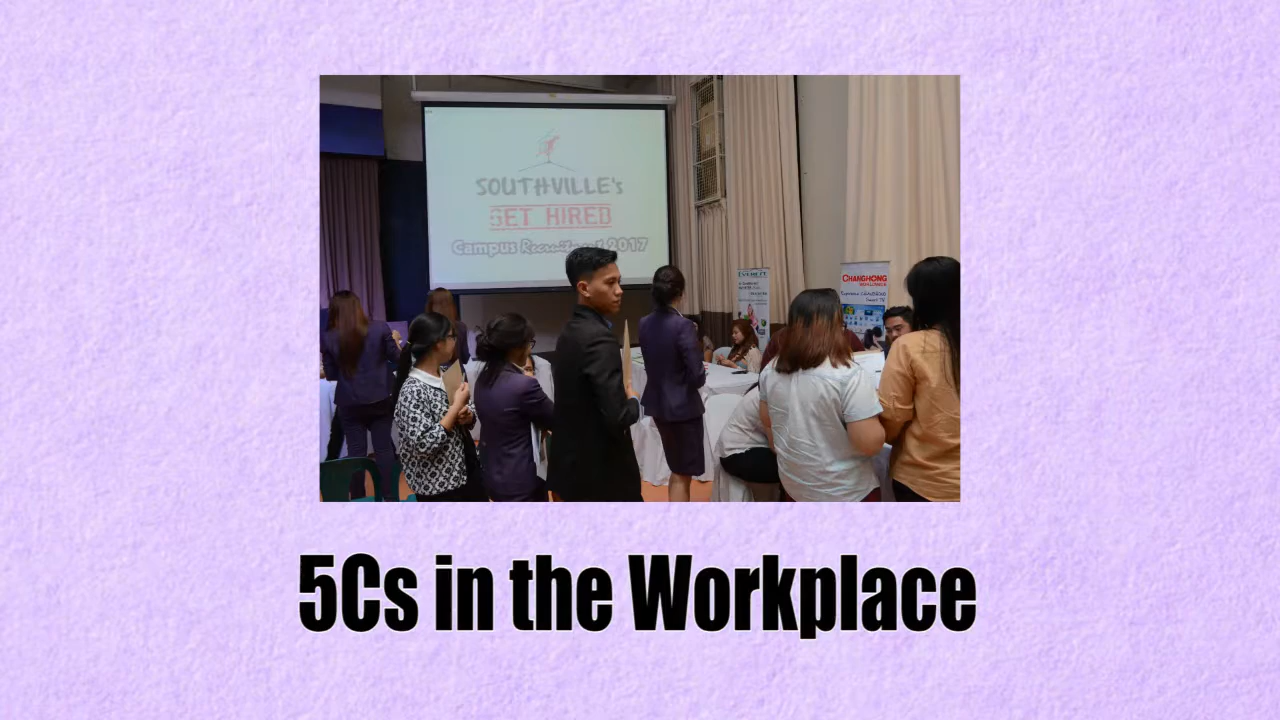 SOUTHVILLE's
GET HIRED
Campus Recruitment 2017
CHANGHONG
5Cs in the Workplace